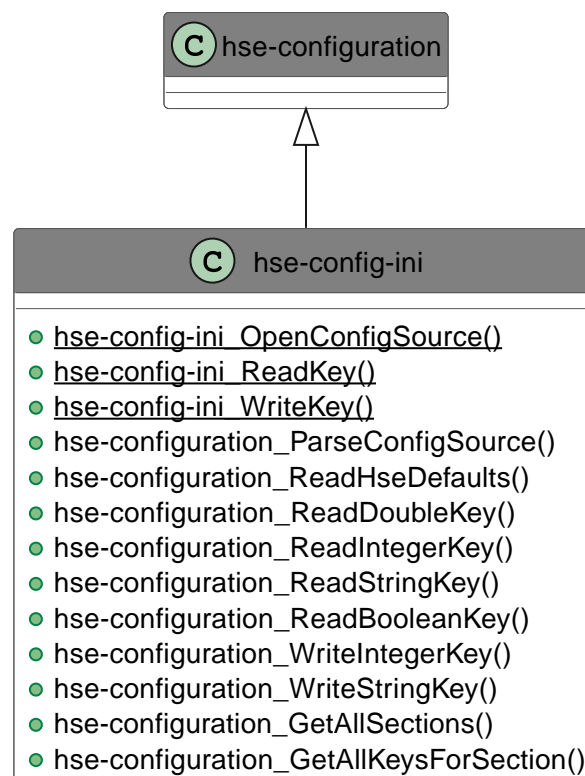 C hse-configuration
C hse-config-ini
hse-config-ini_OpenConfigSource()
hse-config-ini_ReadKey()
hse-config-ini_WriteKey()
hse-configuration_ParseConfigSource()
hse-configuration_ReadHseDefaults()
hse-configuration_ReadDoubleKey()
hse-configuration_ReadIntegerKey()
hse-configuration_ReadStringKey()
hse-configuration_ReadBooleanKey()
hse-configuration_WriteIntegerKey()
hse-configuration_WriteStringKey()
hse-configuration_GetAllSections()
hse-configuration_GetAllKeysForSection()